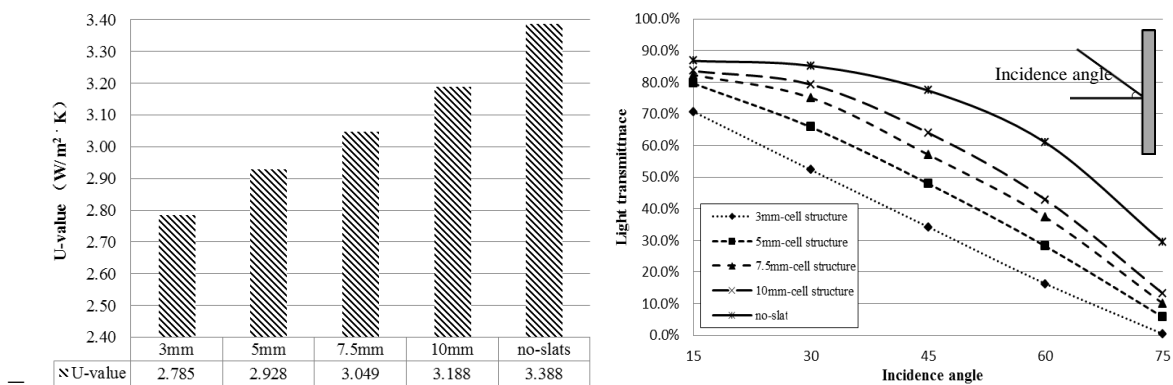 U-value (W/m² · K)
3.40
3.30
3.20
3.10
3.00
2.90
2.80
2.70
2.60
2.50
2.40
3mm 5mm 7.5mm 10mm no-slats
U-value 2.785 2.928 3.049 3.188 3.388
Light transmittnace
100.0%
90.0%
80.0%
70.0%
60.0%
50.0%
40.0%
30.0%
20.0%
10.0%
0.0%
Incidence angle
3mm-cell structure
5mm-cell structure
7.5mm-cell structure
10mm-cell structure
no-slat
15 30 45 60 75
Incidence angle